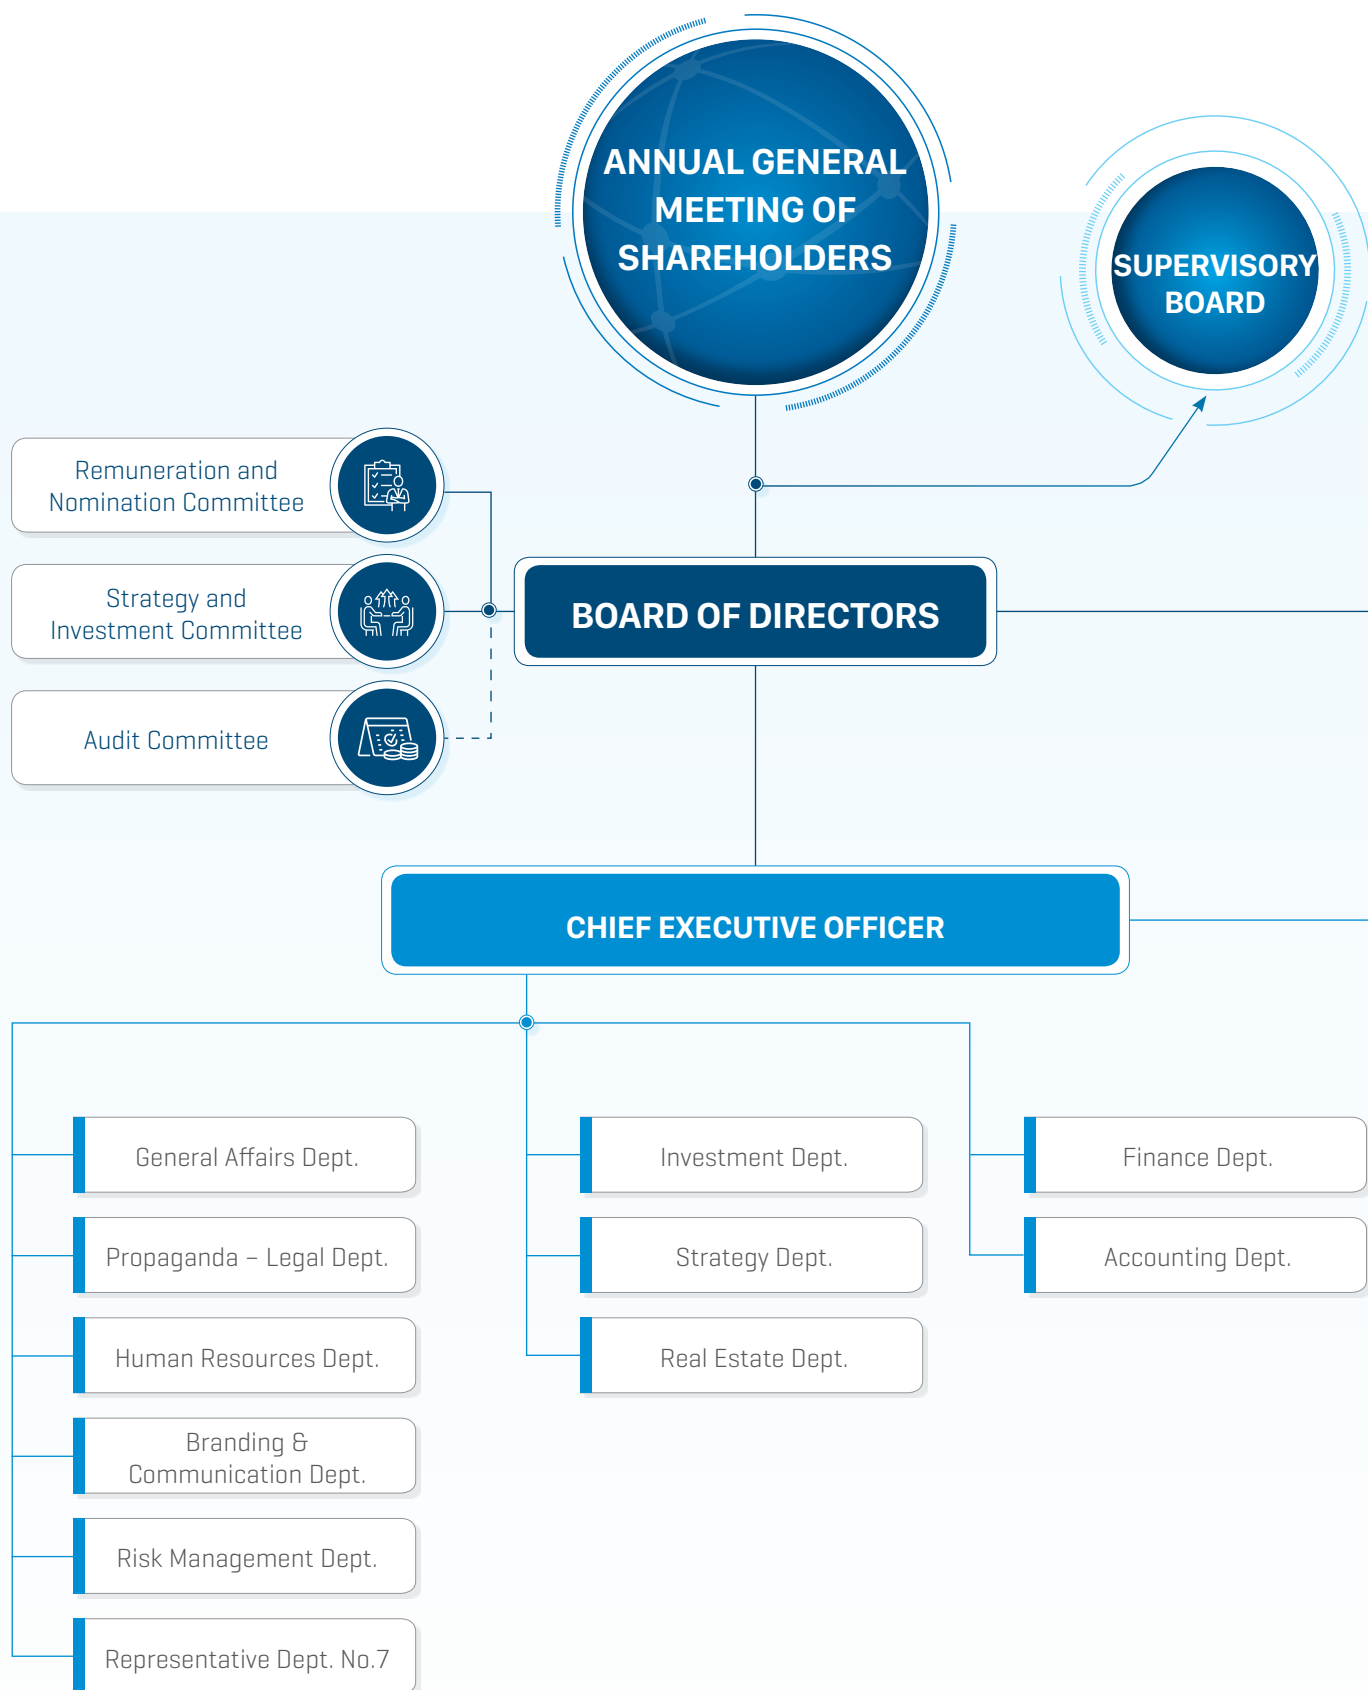 ANNUAL GENERAL
MEETING OF
SHAREHOLDERS
SUPERVISORY
BOARD
Remuneration and
Nomination Committee
Strategy and
Investment Committee
Audit Committee
BOARD OF DIRECTORS
CHIEF EXECUTIVE OFFICER
General Affairs Dept.
Propaganda – Legal Dept.
Human Resources Dept.
Branding &
Communication Dept.
Risk Management Dept.
Representative Dept. No.7
Investment Dept.
Strategy Dept.
Real Estate Dept.
Finance Dept.
Accounting Dept.